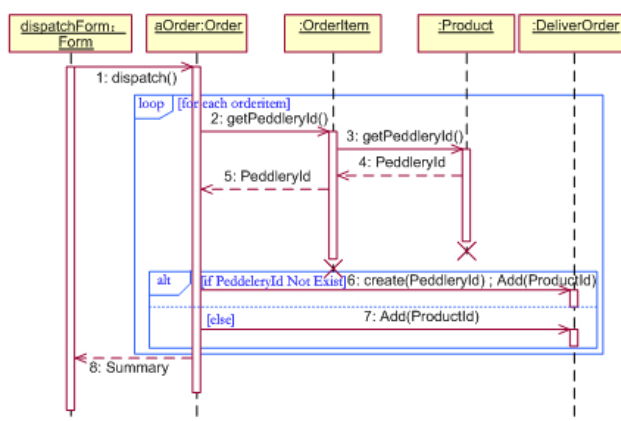 dispatchForm:
Form
aOrder:Order
:OrderItem
:Product
:DeliverOrder
1: dispatch()
loop
[for each orderitem]
2: getPeddleryId()
3: getPeddleryId()
4: PeddleryId
5: PeddleryId
alt
[if PeddeleryId Not Exist]
6: create(PeddleryId) ; Add(ProductId)
[else]
7: Add(ProductId)
8: Summary